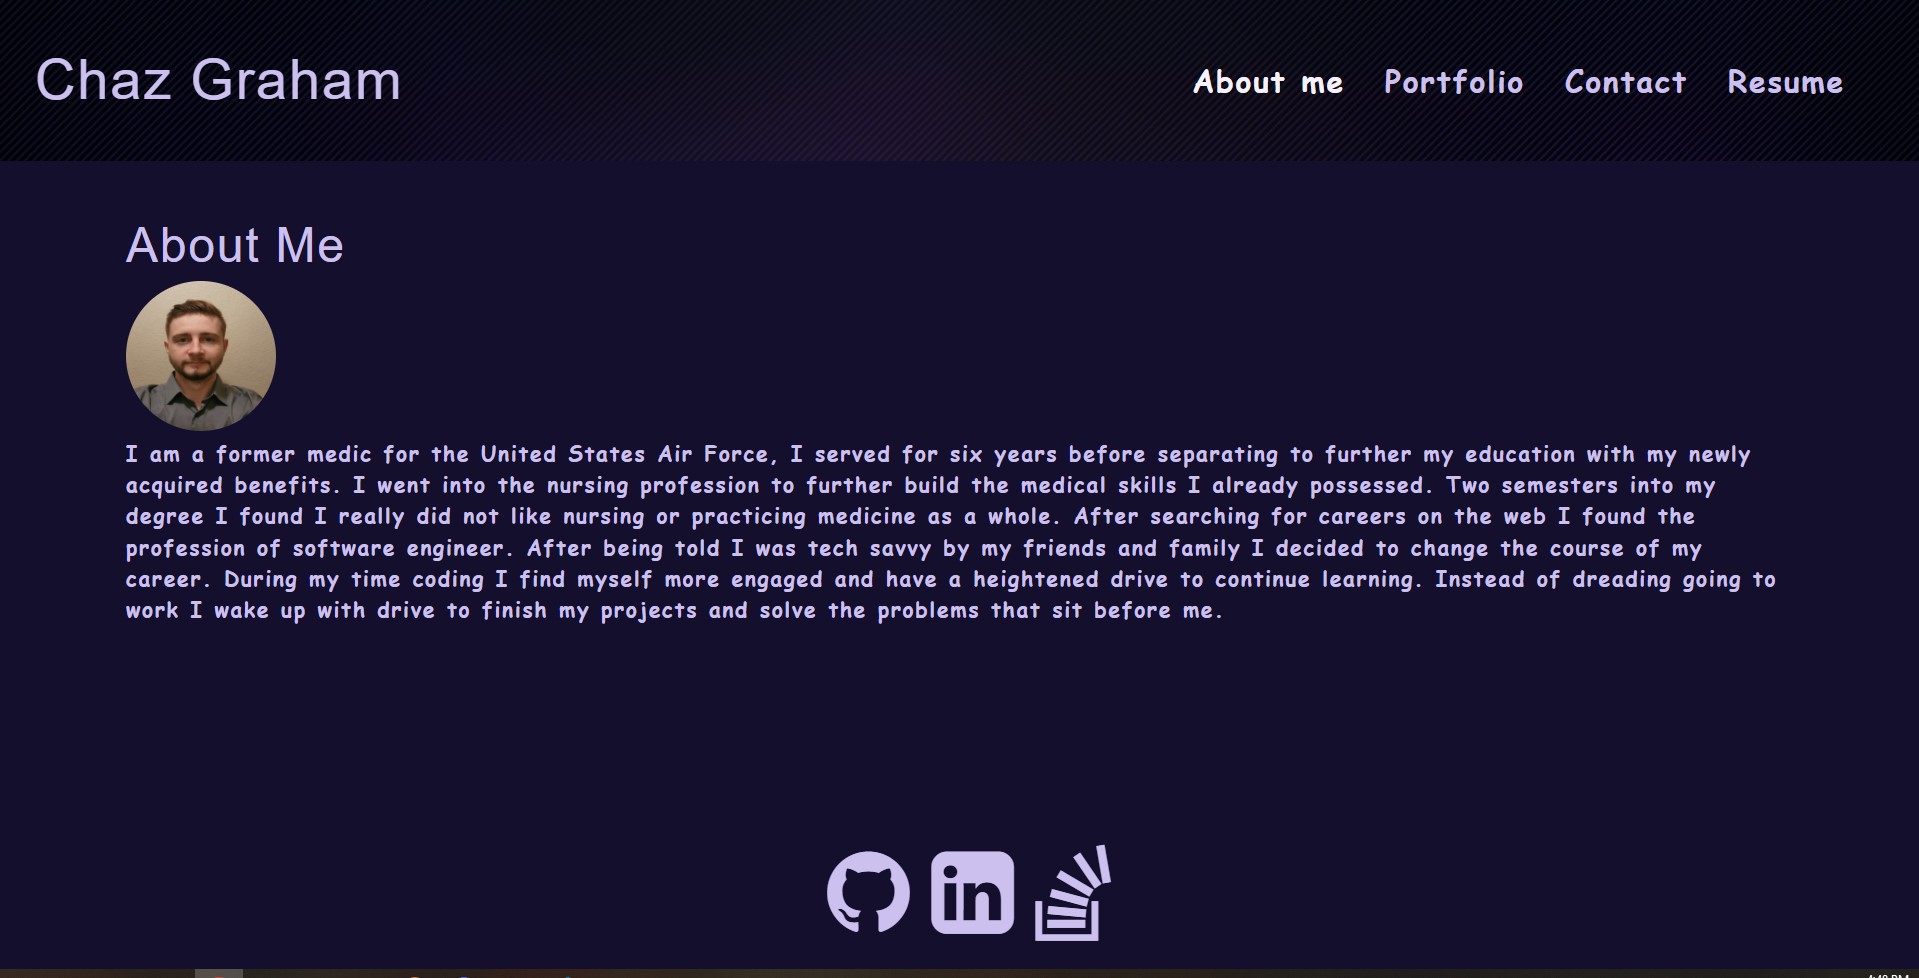 Chaz Graham
About me Portfolio Contact Resume
About Me
I am a former medic for the United States Air Force, I served for six years before separating to further my education with my newly
acquired benefits. I went into the nursing profession to further build the medical skills I already possessed. Two semesters into my
degree I found I really did not like nursing or practicing medicine as a whole. After searching for careers on the web I found the
profession of software engineer. After being told I was tech savvy by my friends and family I decided to change the course of my
career. During my time coding I find myself more engaged and have a heightened drive to continue learning. Instead of dreading going to
work I wake up with drive to finish my projects and solve the problems that sit before me.
in